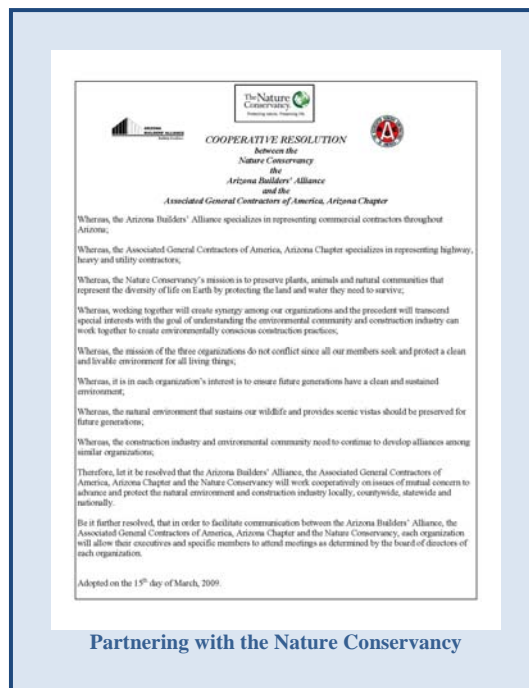 The Nature
Conservancy
Protecting nature. Preserving life.
ARIZONA
BUILDERS' ALLIANCE
COOPERATIVE RESOLUTION
between the
Nature Conservancy
the
Arizona Builders' Alliance
and the
Associated General Contractors of America, Arizona Chapter
Whereas, the Arizona Builders' Alliance specializes in representing commercial contractors throughout
Arizona;
Whereas, the Associated General Contractors of America, Arizona Chapter specializes in representing highway,
heavy and utility contractors;
Whereas, the Nature Conservancy's mission is to preserve plants, animals and natural communities that
represent the diversity of life on Earth by protecting the land and water they need to survive;
Whereas, working together will create synergy among our organizations and the precedent will transcend
special interests with the goal of understanding the environmental community and construction industry can
work together to create environmentally conscious construction practices;
Whereas, the mission of the three organizations do not conflict since all our members seek and protect a clean
and livable environment for all living things;
Whereas, it is in each organization's interest to ensure future generations have a clean and sustained
environment;
Whereas, the natural environment that sustains our wildlife and provides scenic vistas should be preserved for
future generations;
Whereas, the construction industry and environmental community need to continue to develop alliances among
similar organizations;
Therefore, let it be resolved that the Arizona Builders' Alliance, the Associated General Contractors of
America, Arizona Chapter and the Nature Conservancy will work cooperatively on issues of mutual concern to
advance and protect the natural environment and construction industry locally, countywide, statewide and
nationally.
Be it further resolved, that in order to facilitate communication between the Arizona Builders' Alliance, the
Associated General Contractors of America, Arizona Chapter and the Nature Conservancy, each organization
will allow their executives and specific members to attend meetings as determined by the board of directors of
each organization.
Adopted on the 15th day of March, 2009.
Partnering with the Nature Conservancy